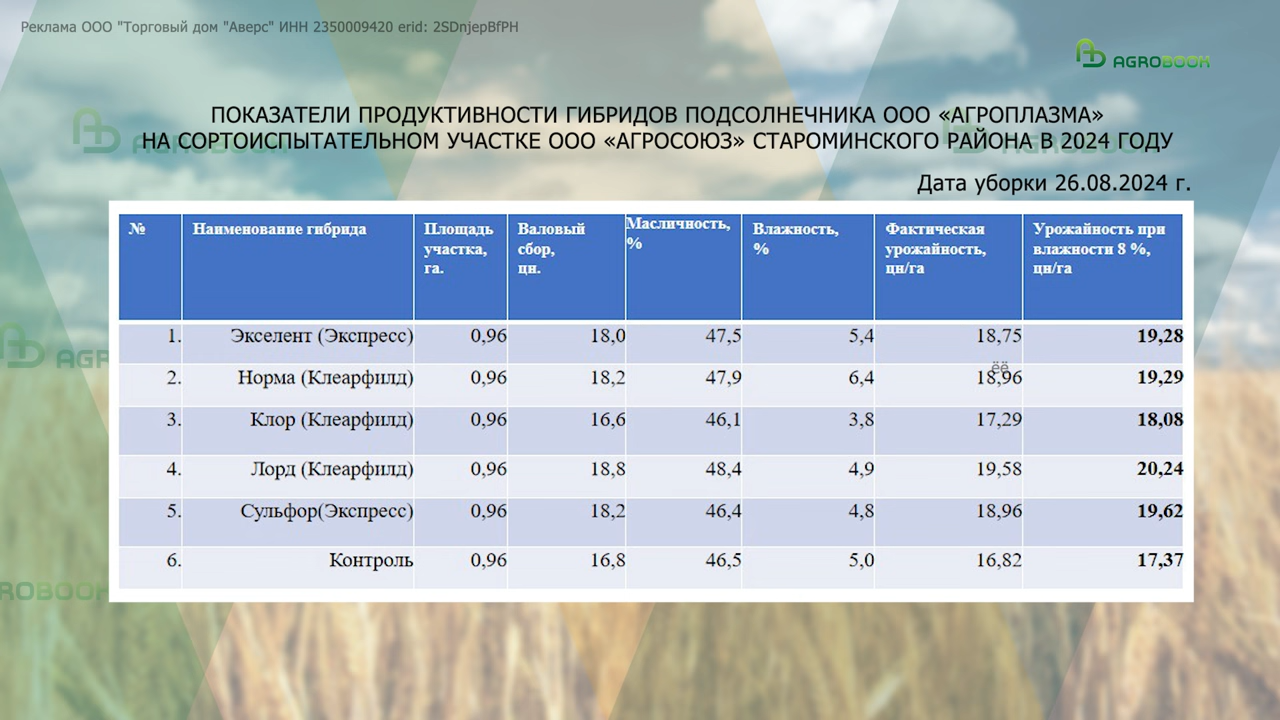 Реклама ООО "Торговый дом "Аверс" ИНН 2350009420 erid: 2SDnjepBfPH
AGROBOOK
ПОКАЗАТЕЛИ ПРОДУКТИВНОСТИ ГИБРИДОВ ПОДСОЛНЕЧНИКА ООО «АГРОПЛАЗМА»
НА СОРТОИСПЫТАТЕЛЬНОМ УЧАСТКЕ ООО «АГРОСОЮЗ» СТАРОМИНСКОГО РАЙОНА В 2024 ГОДУ
Дата уборки 26.08.2024 г.
№ Наименование гибрида Площадь участка, га. Валовый сбор, цн. Масличность, % Влажность, % Фактическая урожайность, цн/га Урожайность при влажности 8 %, цн/га
1. Экселент (Экспресс) 0,96 18,0 47,5 5,4 18,75 19,28
ёё
2. Норма (Клеарфилд) 0,96 18,2 47,9 6,4 18,96 19,29
3. Клор (Клеарфилд) 0,96 16,6 46,1 3,8 17,29 18,08
4. Лорд (Клеарфилд) 0,96 18,8 48,4 4,9 19,58 20,24
5. Сульфор(Экспресс) 0,96 18,2 46,4 4,8 18,96 19,62
6. Контроль 0,96 16,8 46,5 5,0 16,82 17,37